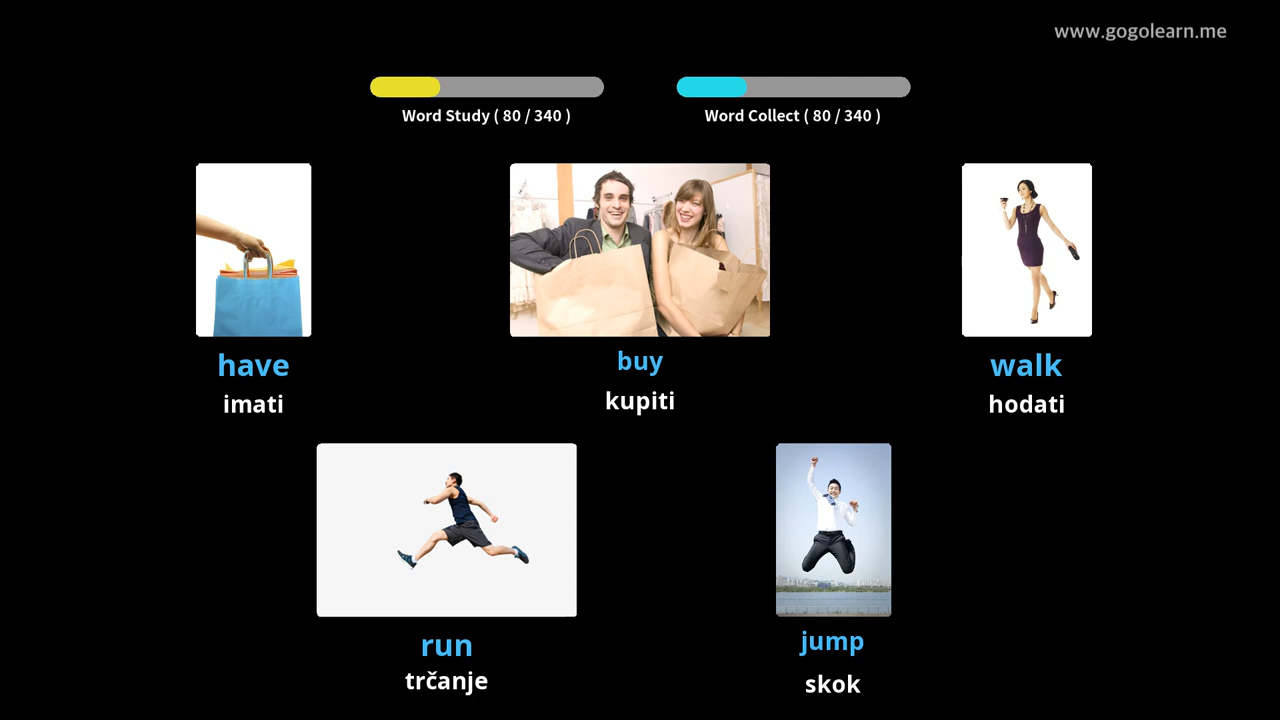 www.gogolearn.me
Word Study ( 80 / 340 )
Word Collect ( 80 / 340 )
have
imati
buy
kupiti
walk
hodati
run
trčanje
jump
skok